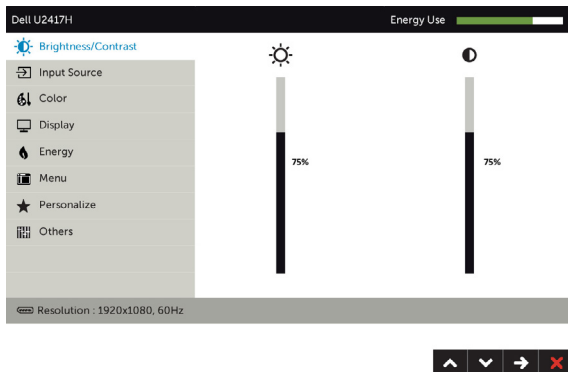 Dell U2417H Energy Use
Brightness/Contrast
Input Source
Color
Display
Energy
Menu
Personalize
Others
75% 75%
Resolution : 1920x1080, 60Hz